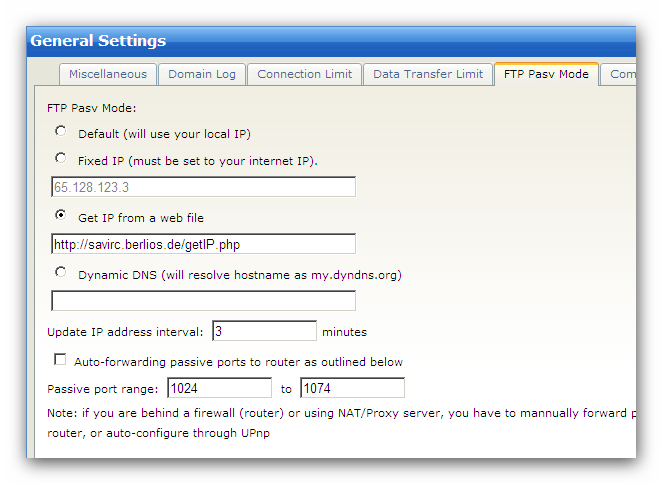 General Settings
Miscellaneous Domain Log Connection Limit Data Transfer Limit FTP Pasv Mode Com
FTP Pasv Mode:
Default (will use your local IP)
Fixed IP (must be set to your internet IP).
65.128.123.3
Get IP from a web file
http://savirc.berlios.de/getIP.php
Dynamic DNS (will resolve hostname as my.dyndns.org)
Update IP address interval: 3 minutes
Auto-forwarding passive ports to router as outlined below
Passive port range: 1024 to 1074
Note: if you are behind a firewall (router) or using NAT/Proxy server, you have to mannually forward p
router, or auto-configure through UPnp